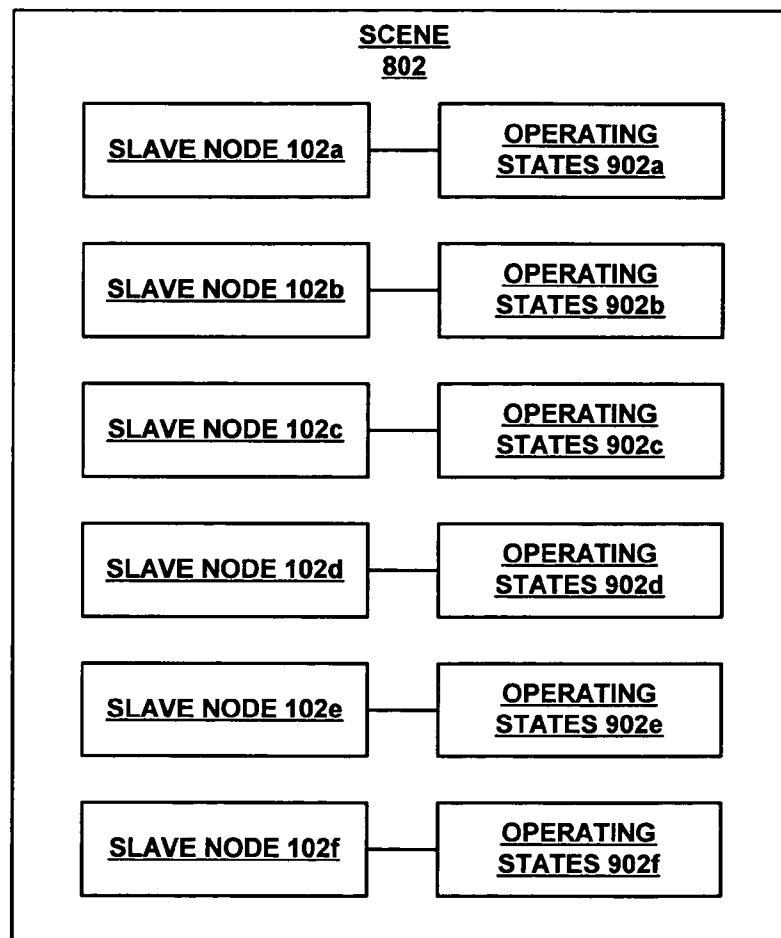 SCENE
802
SLAVE NODE 102a
OPERATING
STATES 902a
SLAVE NODE 102b
OPERATING
STATES 902b
SLAVE NODE 102c
OPERATING
STATES 902c
SLAVE NODE 102d
OPERATING
STATES 902d
SLAVE NODE 102e
OPERATING
STATES 902e
SLAVE NODE 102f
OPERATING
STATES 902f